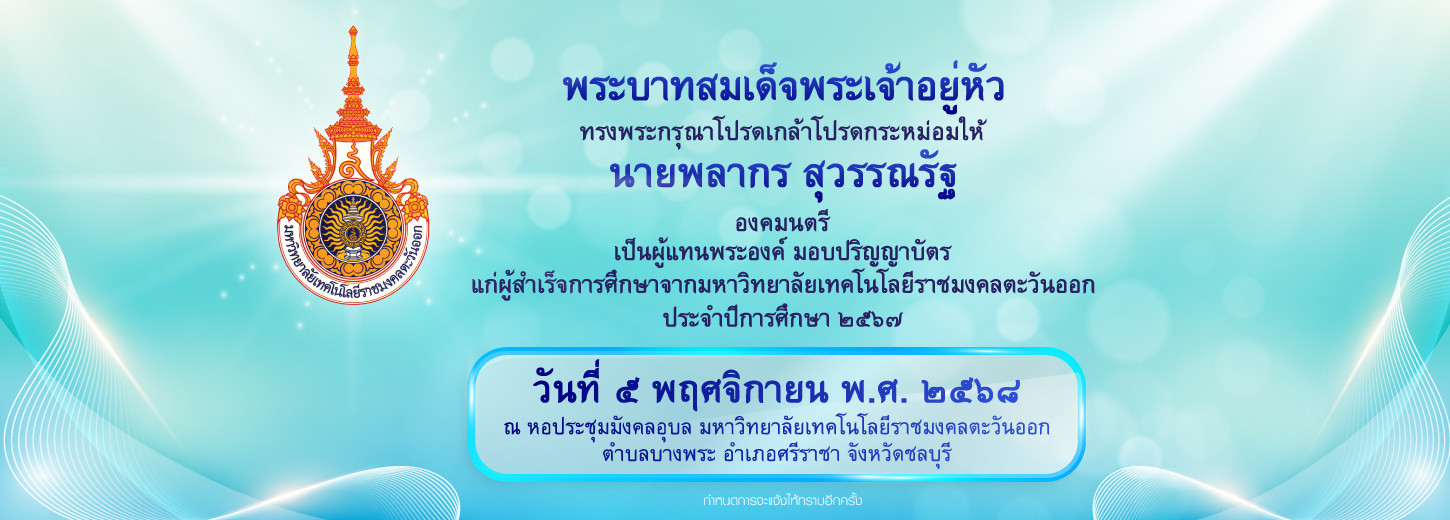 พระบาทสมเด็จพระเจ้าอยู่หัว
ทรงพระกรุณาโปรดเกล้าโปรดกระหม่อมให้
นายพลากร สุวรรณรัฐ
องคมนตรี
เป็นผู้แทนพระองค์ มอบปริญญาบัตร
แก่ผู้สำเร็จการศึกษาจากมหาวิทยาลัยเทคโนโลยีราชมงคลตะวันออก
ประจำปีการศึกษา ๒๕๖๗
วันที่ ๕ พฤศจิกายน พ.ศ. ๒๕๖๘
ณ หอประชุมมังคลอุบล มหาวิทยาลัยเทคโนโลยีราชมงคลตะวันออก
ตำบลบางพระ อำเภอศรีราชา จังหวัดชลบุรี
กำหนดการจะแจ้งให้ทราบอีกครั้ง
มหาวิทยาลัยเทคโนโลยีราชมงคลตะวันออก